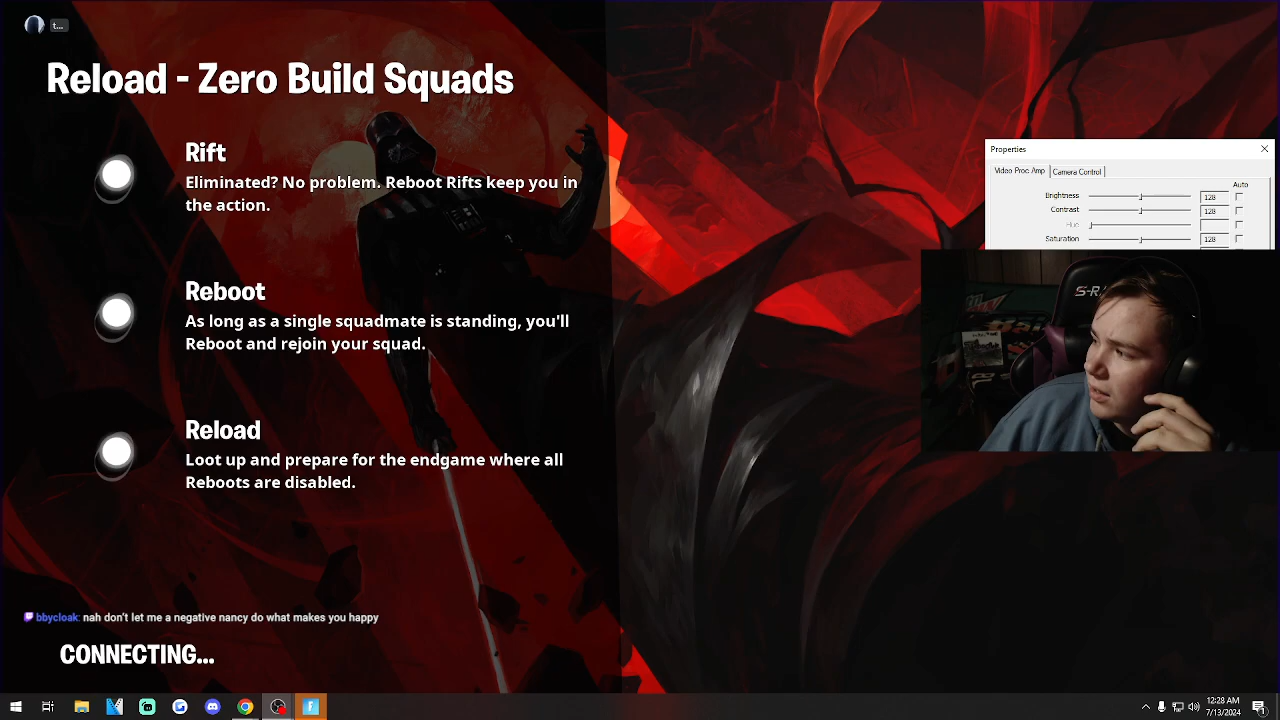 t...
Reload - Zero Build Squads
Rift
Eliminated? No problem. Reboot Rifts keep you in
the action.
Reboot
As long as a single squadmate is standing, you'll
Reboot and rejoin your squad.
Reload
Loot up and prepare for the endgame where all
Reboots are disabled.
bbycloak: nah don't let me a negative nancy do what makes you happy
CONNECTING...
Properties
Video Proc Amp
Camera Control
Auto
Brightness 128
Contrast 128
Hue
Saturation 128
12:28 AM
7/13/2024